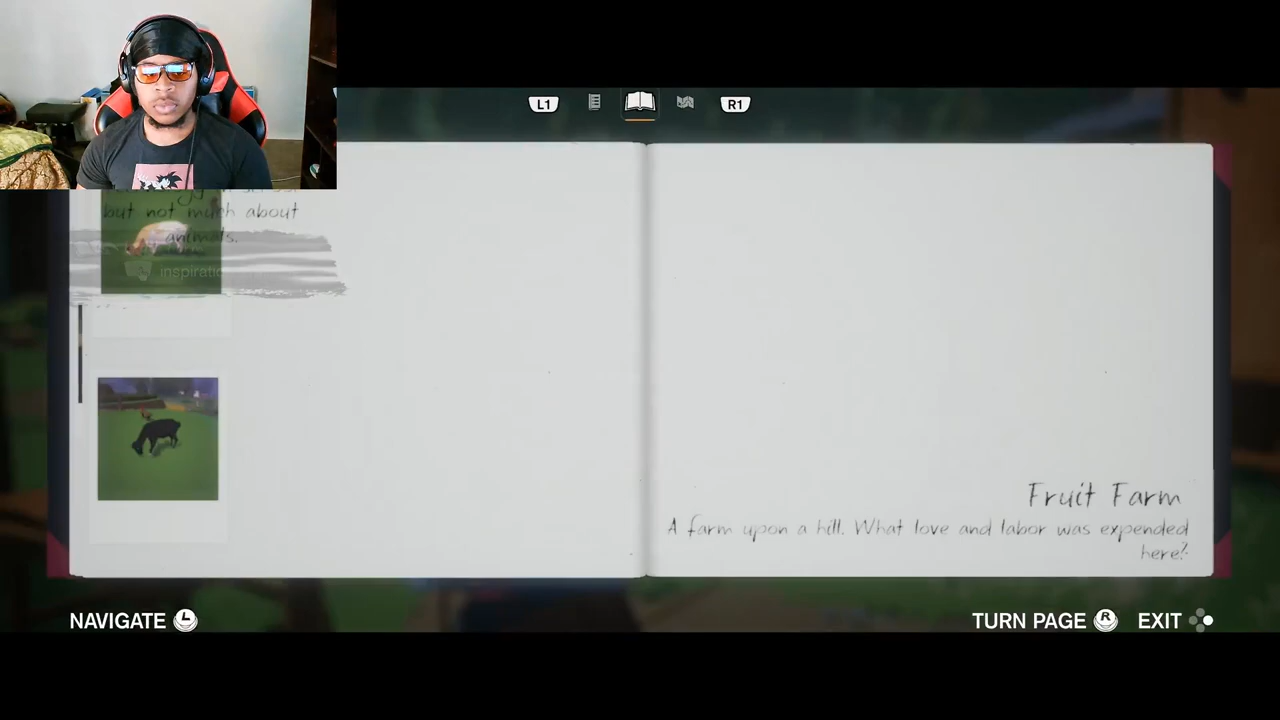 L1
R1
but not much about
animals.
inspiratio
Fruit Farm
A farm upon a hill. What love and labor was expended
here?
NAVIGATE L
TURN PAGE R EXIT